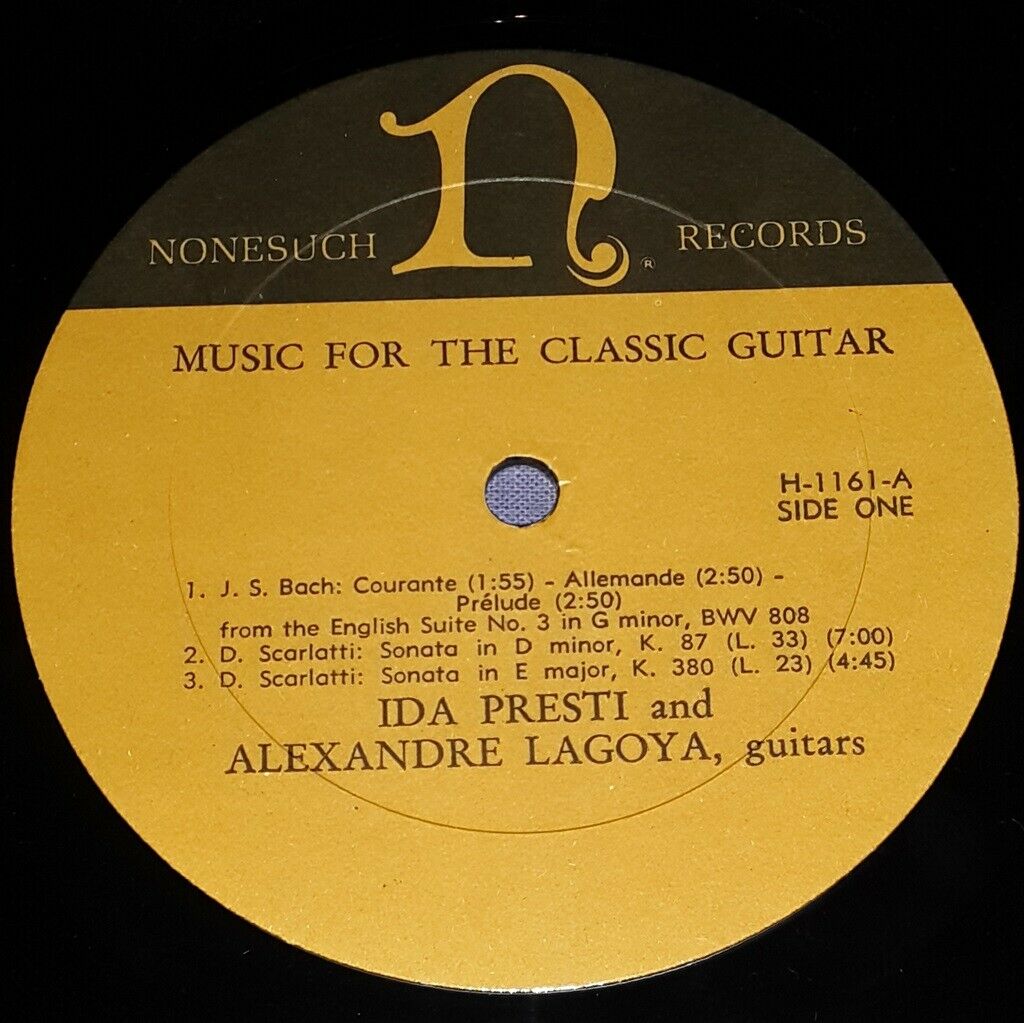 n
NONESUCH RECORDS ®
MUSIC FOR THE CLASSIC GUITAR
H-1161-A
SIDE ONE
1. J. S. Bach: Courante (1:55) - Allemande (2:50) -
Prélude (2:50)
from the English Suite No. 3 in G minor, BWV 808
2. D. Scarlatti: Sonata in D minor, K. 87 (L. 33) (7:00)
3. D. Scarlatti: Sonata in E major, K. 380 (L. 23) (4:45)
IDA PRESTI and
ALEXANDRE LAGOYA, guitars